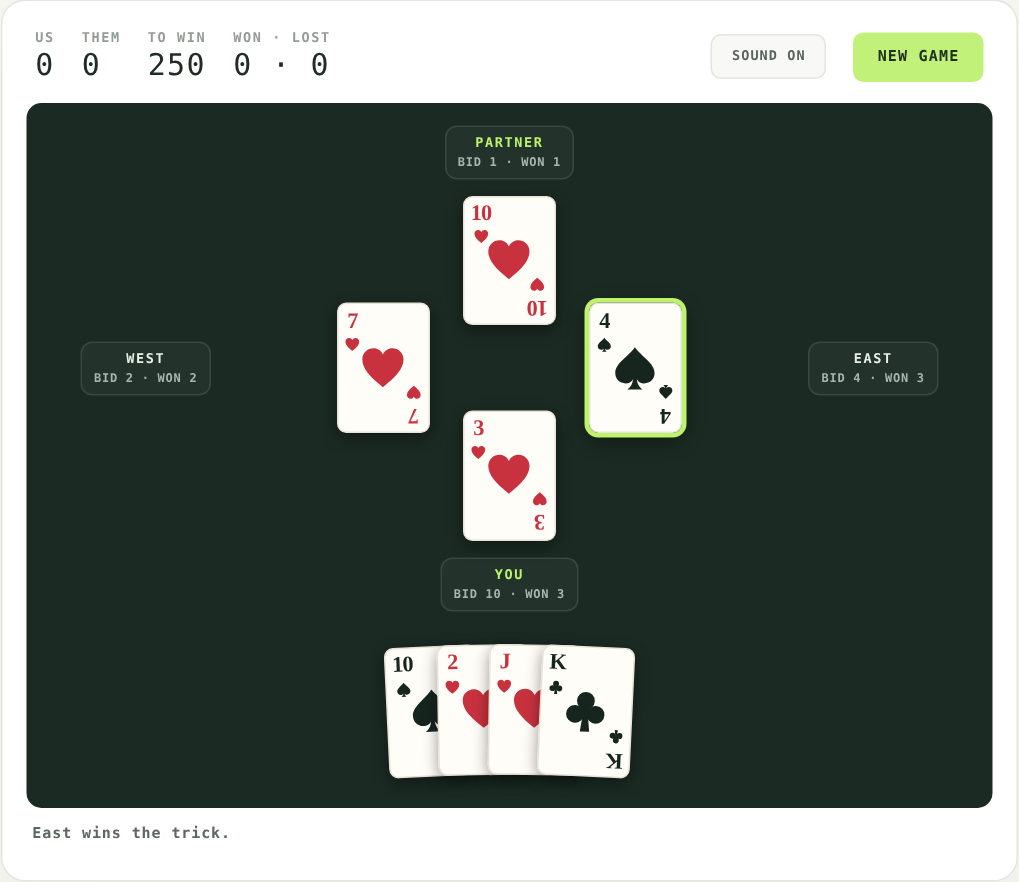 US THEM TO WIN WON · LOST
0 0 250 0 · 0
SOUND ON
NEW GAME
PARTNER
BID 1 · WON 1
10
10
7
7
4
4
WEST
BID 2 · WON 2
EAST
BID 4 · WON 3
3
3
YOU
BID 10 · WON 3
10 2 J K
K
East wins the trick.